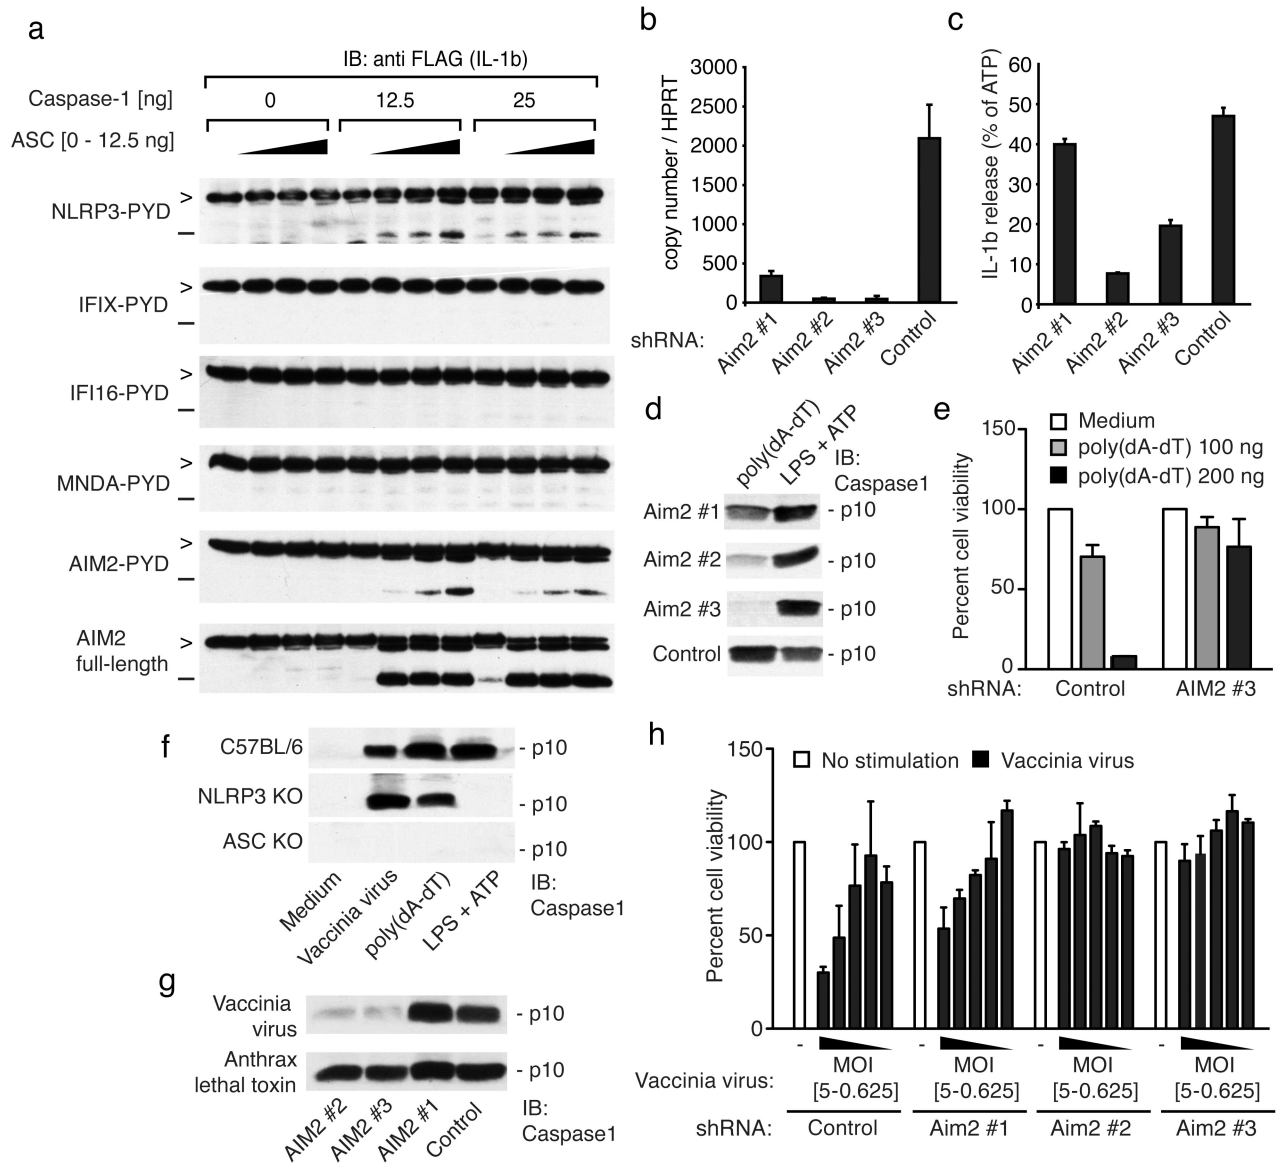 a
IB: anti FLAG (IL-1b)
Caspase-1 [ng]
0
12.5
25
ASC [0 - 12.5 ng]
NLRP3-PYD
>
IFIX-PYD
>
IFI16-PYD
>
MNDA-PYD
>
AIM2-PYD
>
AIM2
full-length
>
b
copy number / HPRT
3000
2500
2000
1500
1000
500
0
shRNA:
Aim2 #1
Aim2 #2
Aim2 #3
Control
c
IL-1b release (% of ATP)
60
50
40
30
20
10
0
Aim2 #1
Aim2 #2
Aim2 #3
Control
d
poly(dA-dT)
LPS + ATP
IB:
Caspase1
Aim2 #1
- p10
Aim2 #2
- p10
Aim2 #3
- p10
Control
- p10
e
Medium
poly(dA-dT) 100 ng
poly(dA-dT) 200 ng
Percent cell viability
150
100
50
0
shRNA:
Control
AIM2 #3
f
C57BL/6
- p10
NLRP3 KO
- p10
ASC KO
- p10
Medium
Vaccinia virus
poly(dA-dT)
LPS + ATP
IB:
Caspase1
g
Vaccinia
virus
- p10
Anthrax
lethal toxin
- p10
AIM2 #2
AIM2 #3
AIM2 #1
Control
IB:
Caspase1
h
No stimulation
Vaccinia virus
Percent cell viability
150
100
50
0
Vaccinia virus:
-
MOI
[5-0.625]
-
MOI
[5-0.625]
-
MOI
[5-0.625]
-
MOI
[5-0.625]
shRNA:
Control
Aim2 #1
Aim2 #2
Aim2 #3